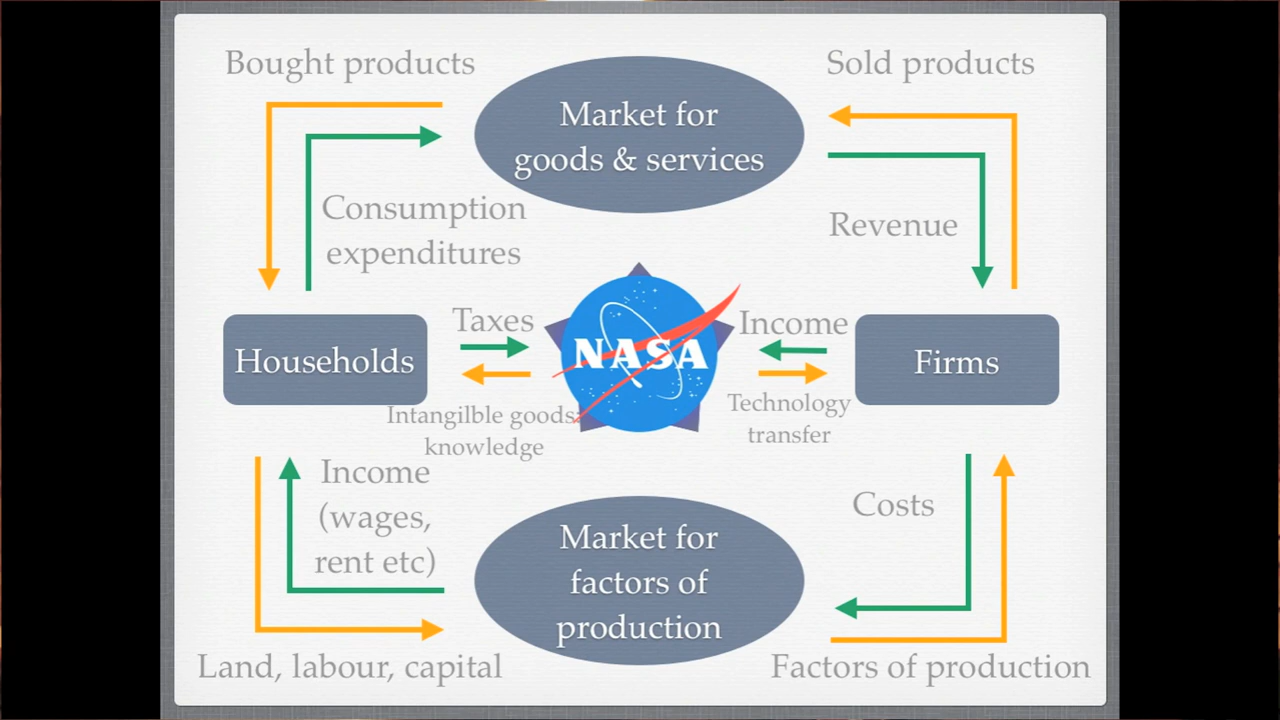 Bought products
Sold products
Market for
goods & services
Consumption
expenditures
Revenue
Taxes
Income
Households
NASA
Firms
Intangilble goods:
knowledge
Technology
transfer
Income
(wages,
rent etc)
Costs
Market for
factors of
production
Land, labour, capital
Factors of production